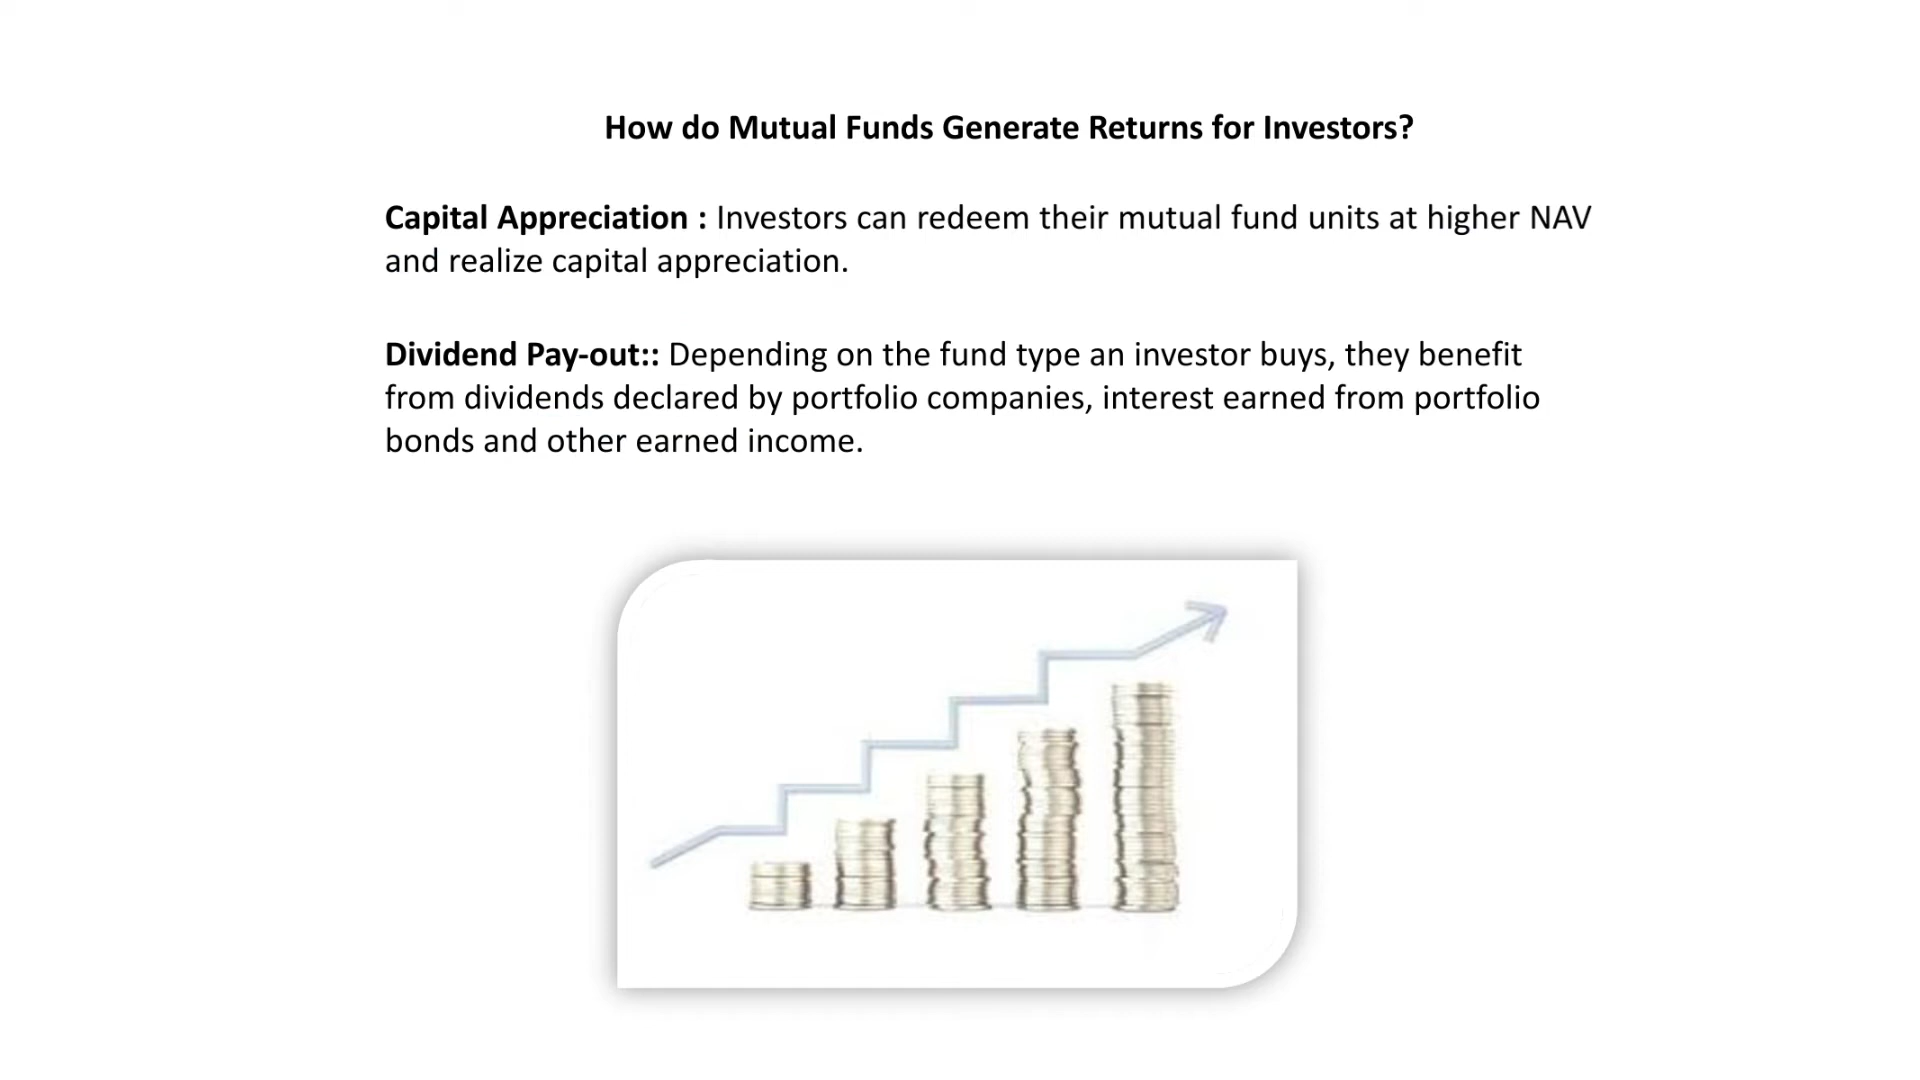 How do Mutual Funds Generate Returns for Investors?
Capital Appreciation : Investors can redeem their mutual fund units at higher NAV
and realize capital appreciation.
Dividend Pay-out:: Depending on the fund type an investor buys, they benefit
from dividends declared by portfolio companies, interest earned from portfolio
bonds and other earned income.